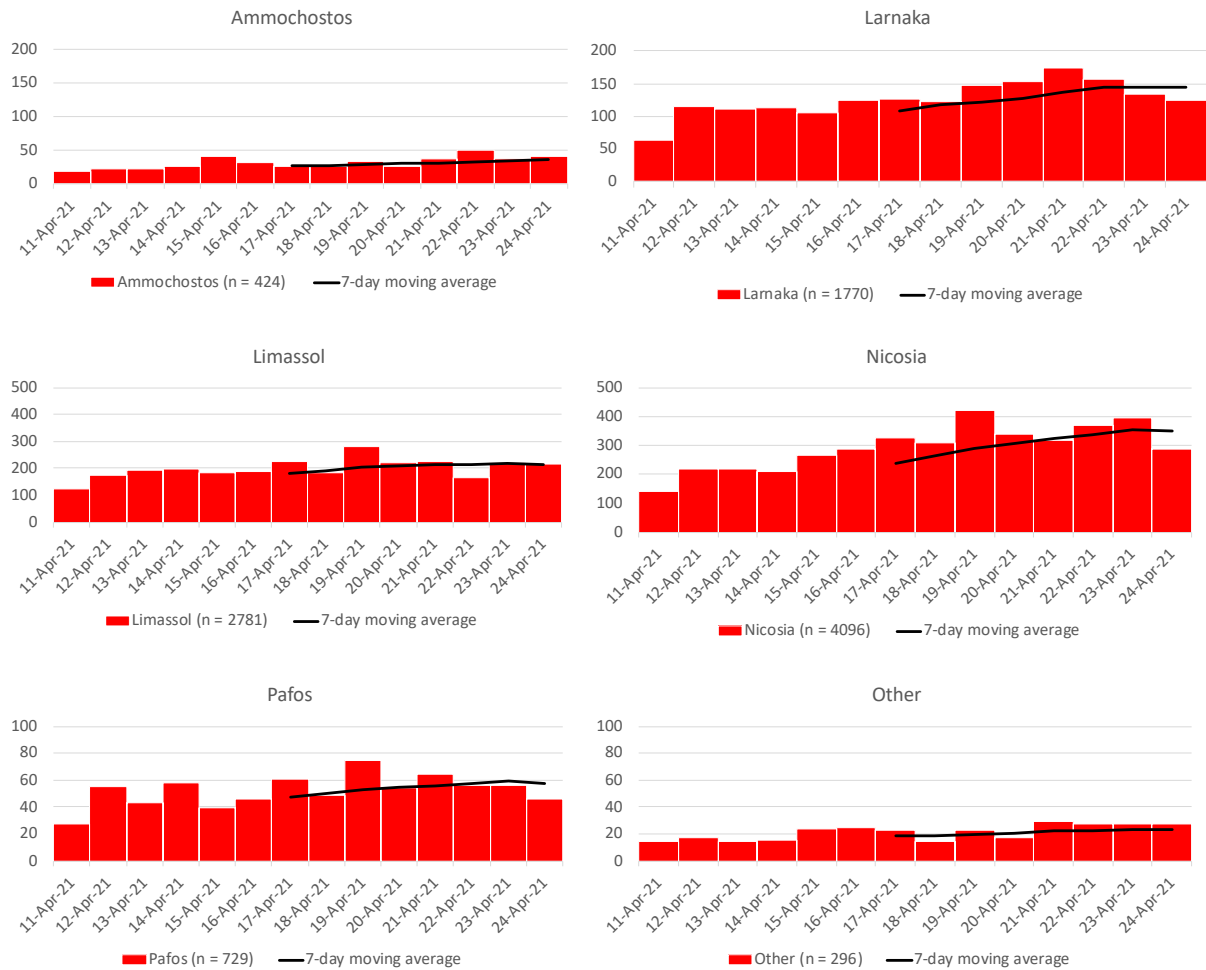 Ammochostos
200
150
100
50
0
11-Apr-21
12-Apr-21
13-Apr-21
14-Apr-21
15-Apr-21
16-Apr-21
17-Apr-21
18-Apr-21
19-Apr-21
20-Apr-21
21-Apr-21
22-Apr-21
23-Apr-21
24-Apr-21
Ammochostos (n = 424) 7-day moving average
Larnaka
200
150
100
50
0
11-Apr-21
12-Apr-21
13-Apr-21
14-Apr-21
15-Apr-21
16-Apr-21
17-Apr-21
18-Apr-21
19-Apr-21
20-Apr-21
21-Apr-21
22-Apr-21
23-Apr-21
24-Apr-21
Larnaka (n = 1770) 7-day moving average
Limassol
500
400
300
200
100
0
11-Apr-21
12-Apr-21
13-Apr-21
14-Apr-21
15-Apr-21
16-Apr-21
17-Apr-21
18-Apr-21
19-Apr-21
20-Apr-21
21-Apr-21
22-Apr-21
23-Apr-21
24-Apr-21
Limassol (n = 2781) 7-day moving average
Nicosia
500
400
300
200
100
0
11-Apr-21
12-Apr-21
13-Apr-21
14-Apr-21
15-Apr-21
16-Apr-21
17-Apr-21
18-Apr-21
19-Apr-21
20-Apr-21
21-Apr-21
22-Apr-21
23-Apr-21
24-Apr-21
Nicosia (n = 4096) 7-day moving average
Pafos
100
80
60
40
20
0
11-Apr-21
12-Apr-21
13-Apr-21
14-Apr-21
15-Apr-21
16-Apr-21
17-Apr-21
18-Apr-21
19-Apr-21
20-Apr-21
21-Apr-21
22-Apr-21
23-Apr-21
24-Apr-21
Pafos (n = 729) 7-day moving average
Other
100
80
60
40
20
0
11-Apr-21
12-Apr-21
13-Apr-21
14-Apr-21
15-Apr-21
16-Apr-21
17-Apr-21
18-Apr-21
19-Apr-21
20-Apr-21
21-Apr-21
22-Apr-21
23-Apr-21
24-Apr-21
Other (n = 296) 7-day moving average